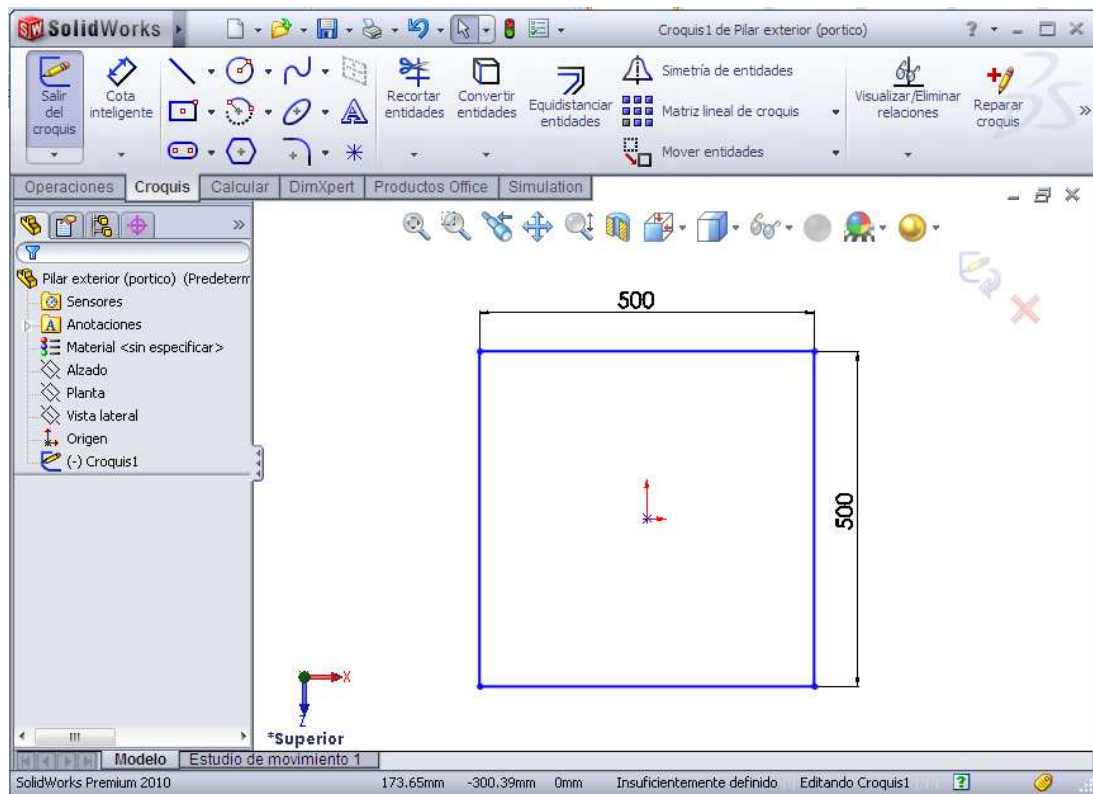 SolidWorks
Croquis1 de Pilar exterior (portico)
?
Salir del croquis
Cota inteligente
Recortar entidades
Convertir entidades
Equidistanciar entidades
Simetría de entidades
Matriz lineal de croquis
Mover entidades
Visualizar/Eliminar relaciones
Reparar croquis
Operaciones Croquis Calcular DimXpert Productos Office Simulation
Pilar exterior (portico) (Predeterm
Sensores
Anotaciones
Material <sin especificar>
Alzado
Planta
Vista lateral
Origen
(-) Croquis1
500
500
X
Z
*Superior
Modelo Estudio de movimiento 1
SolidWorks Premium 2010 173.65mm -300.39mm 0mm Insuficientemente definido Editando Croquis1 ?